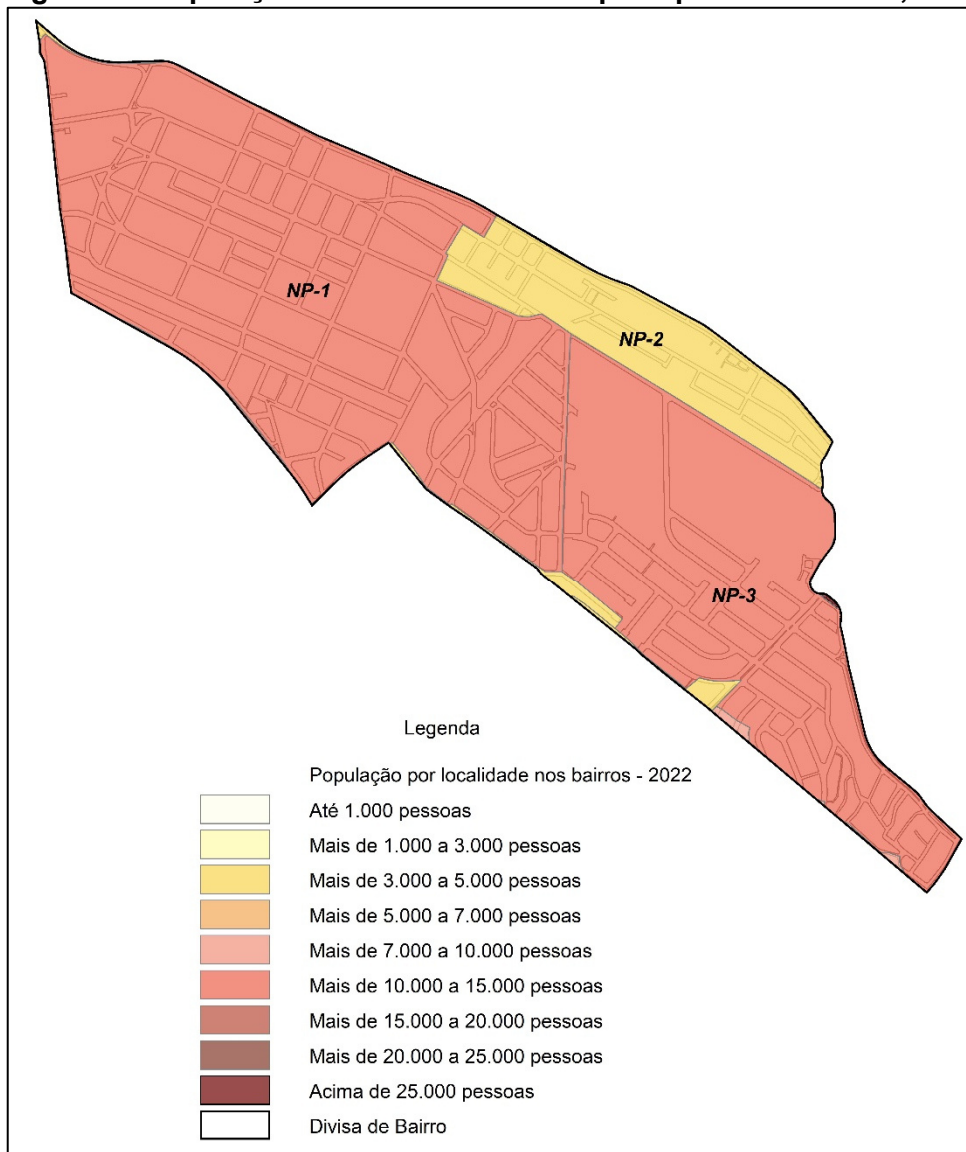 NP-1
NP-2
NP-3
Legenda
População por localidade nos bairros - 2022
Até 1.000 pessoas
Mais de 1.000 a 3.000 pessoas
Mais de 3.000 a 5.000 pessoas
Mais de 5.000 a 7.000 pessoas
Mais de 7.000 a 10.000 pessoas
Mais de 10.000 a 15.000 pessoas
Mais de 15.000 a 20.000 pessoas
Mais de 20.000 a 25.000 pessoas
Acima de 25.000 pessoas
Divisa de Bairro